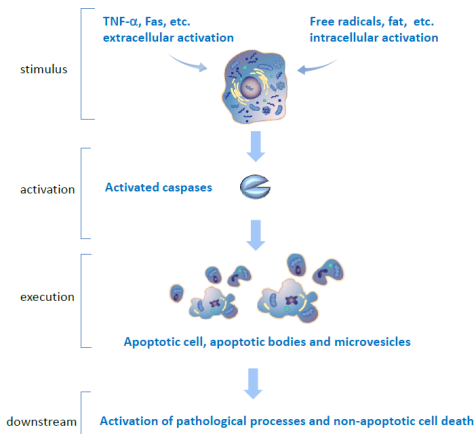 TNF-α, Fas, etc.
extracellular activation
Free radicals, fat, etc.
intracellular activation
stimulus
activation
Activated caspases
execution
Apoptotic cell, apoptotic bodies and microvesicles
downstream
Activation of pathological processes and non-apoptotic cell death